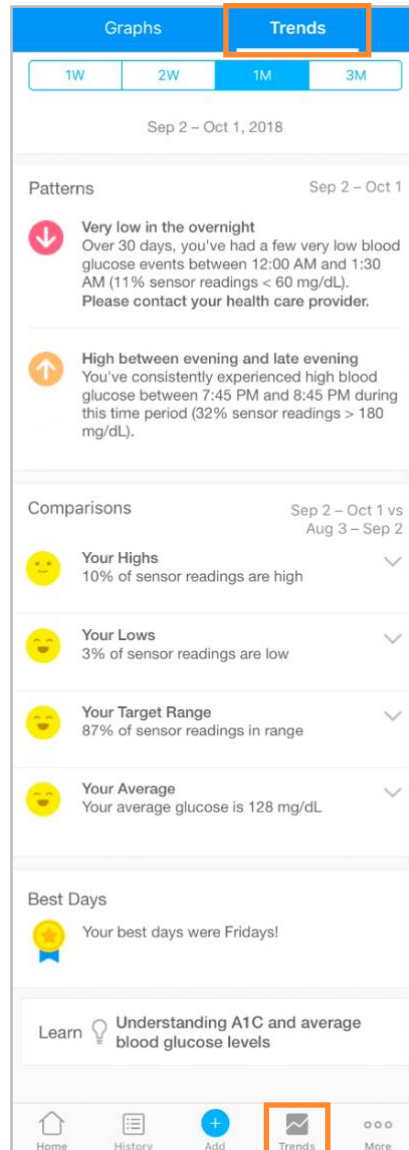 Graphs Trends
1W 2W 1M 3M
Sep 2 – Oct 1, 2018
Patterns Sep 2 – Oct 1
Very low in the overnight
Over 30 days, you've had a few very low blood
glucose events between 12:00 AM and 1:30
AM (11% sensor readings < 60 mg/dL).
Please contact your health care provider.
High between evening and late evening
You've consistently experienced high blood
glucose between 7:45 PM and 8:45 PM during
this time period (32% sensor readings > 180
mg/dL).
Comparisons Sep 2 – Oct 1 vs
Aug 3 – Sep 2
Your Highs
10% of sensor readings are high
Your Lows
3% of sensor readings are low
Your Target Range
87% of sensor readings in range
Your Average
Your average glucose is 128 mg/dL
Best Days
Your best days were Fridays!
Learn Understanding A1C and average
blood glucose levels
Home History Add Trends More